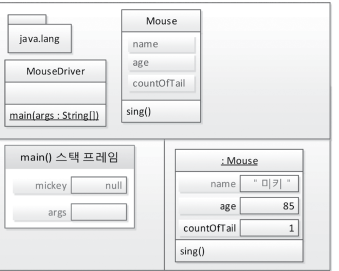 java.lang
MouseDriver
main(args : String[])
Mouse
name
age
countOfTail
sing()
main() 스택 프레임
mickey null
args
: Mouse
name " 미키 "
age 85
countOfTail 1
sing()